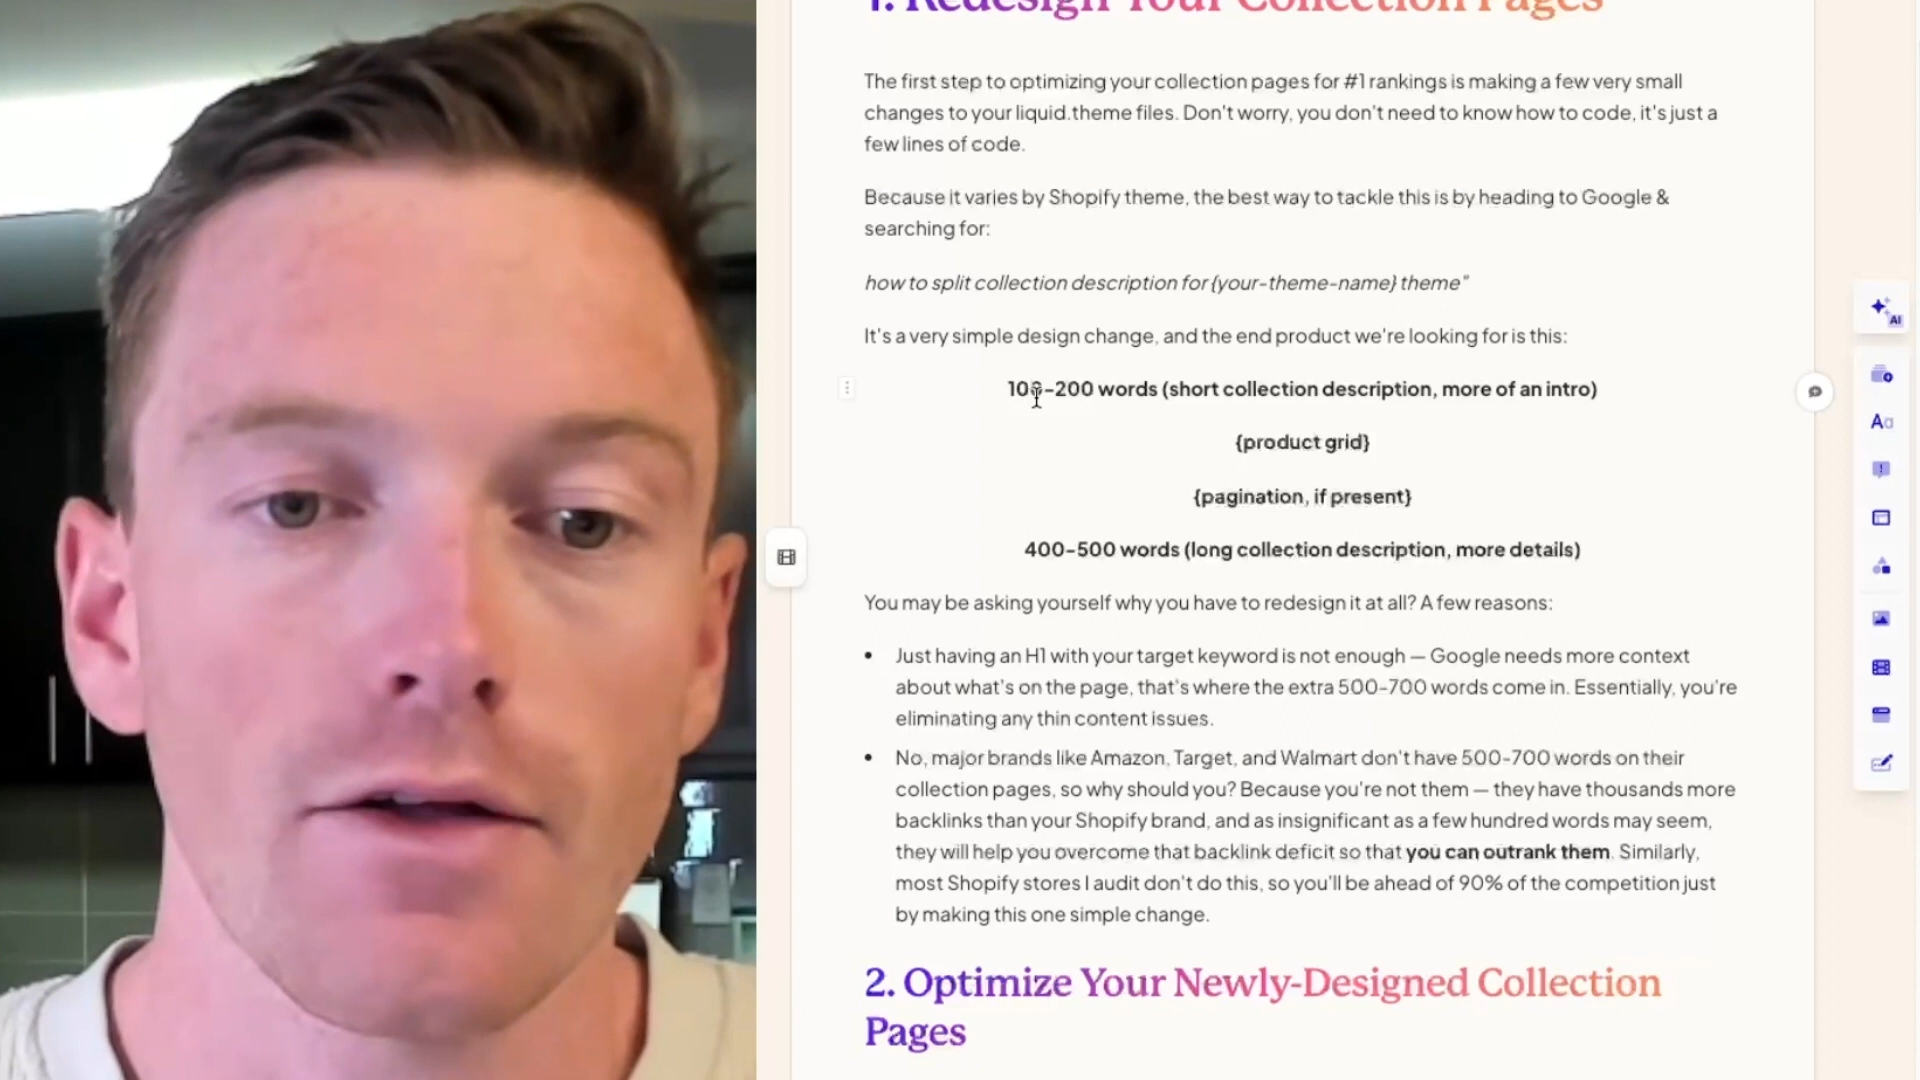 1. Redesign Your Collection Pages
The first step to optimizing your collection pages for #1 rankings is making a few very small
changes to your liquid.theme files. Don't worry, you don't need to know how to code, it's just a
few lines of code.
Because it varies by Shopify theme, the best way to tackle this is by heading to Google &
searching for:
how to split collection description for {your-theme-name} theme"
It's a very simple design change, and the end product we're looking for is this:
100-200 words (short collection description, more of an intro)
{product grid}
{pagination, if present}
400-500 words (long collection description, more details)
You may be asking yourself why you have to redesign it at all? A few reasons:
• Just having an H1 with your target keyword is not enough — Google needs more context
about what's on the page, that's where the extra 500-700 words come in. Essentially, you're
eliminating any thin content issues.
• No, major brands like Amazon, Target, and Walmart don't have 500-700 words on their
collection pages, so why should you? Because you're not them — they have thousands more
backlinks than your Shopify brand, and as insignificant as a few hundred words may seem,
they will help you overcome that backlink deficit so that you can outrank them. Similarly,
most Shopify stores I audit don't do this, so you'll be ahead of 90% of the competition just
by making this one simple change.
2. Optimize Your Newly-Designed Collection
Pages
AI
Aa